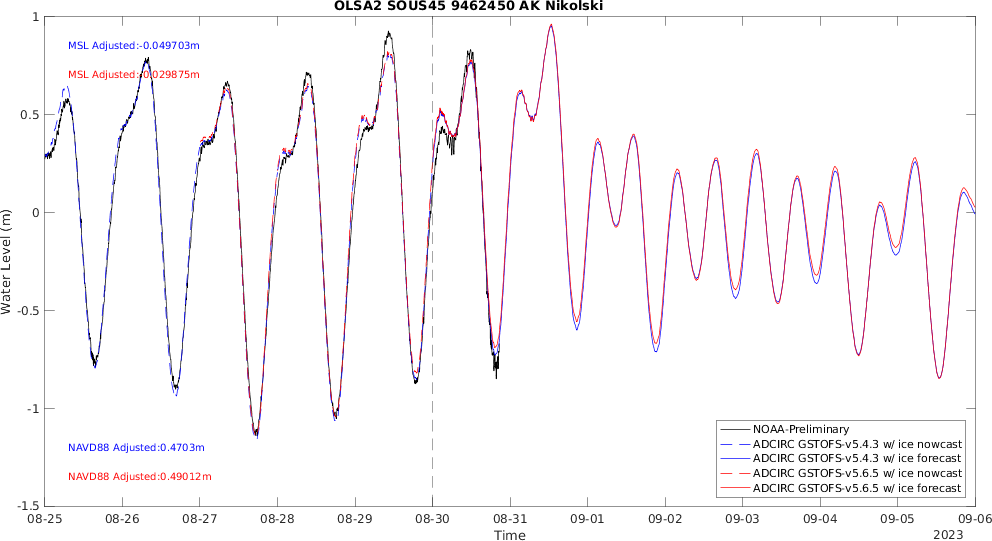 OLSA2 SOUS45 9462450 AK Nikolski
MSL Adjusted:-0.049703m
MSL Adjusted:-0.029875m
NAVD88 Adjusted:0.4703m
NAVD88 Adjusted:0.49012m
Water Level (m)
1
0.5
0
-0.5
-1
-1.5
08-25 08-26 08-27 08-28 08-29 08-30 08-31 09-01 09-02 09-03 09-04 09-05 09-06
Time
2023
NOAA-Preliminary
ADCIRC GSTOFS-v5.4.3 w/ ice nowcast
ADCIRC GSTOFS-v5.4.3 w/ ice forecast
ADCIRC GSTOFS-v5.6.5 w/ ice nowcast
ADCIRC GSTOFS-v5.6.5 w/ ice forecast